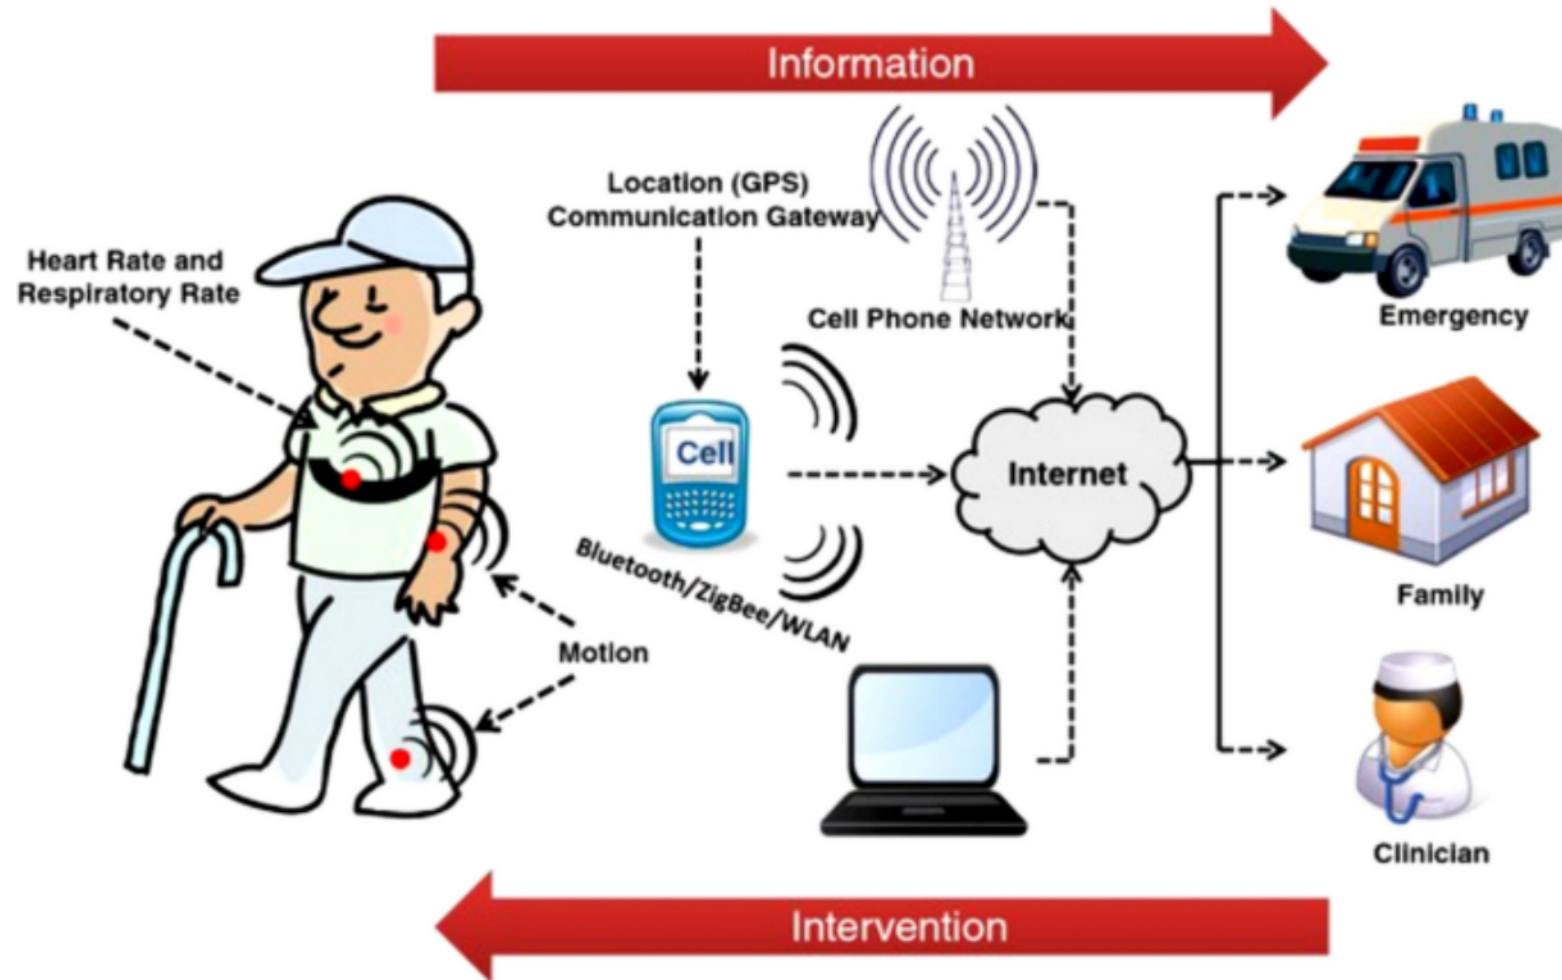 Information
Location (GPS)
Communication Gateway
Heart Rate and
Respiratory Rate
Cell Phone Network
Emergency
Cell
Internet
Bluetooth/ZigBee/WLAN
Family
Motion
Clinician
Intervention